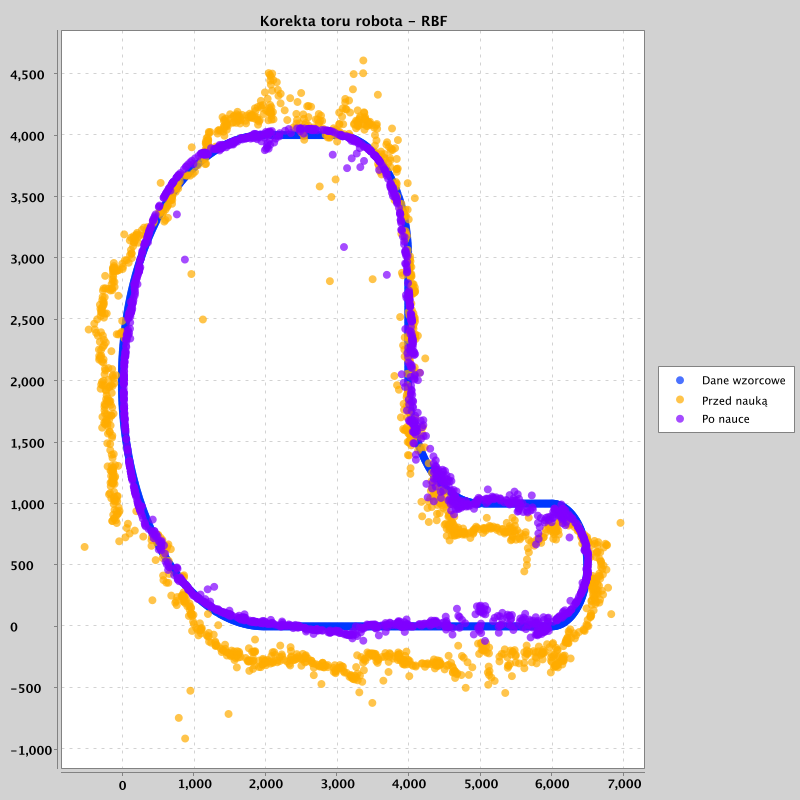 Korekta toru robota – RBF
4,500
4,000
3,500
3,000
2,500
2,000
1,500
1,000
500
0
−500
−1,000
0 1,000 2,000 3,000 4,000 5,000 6,000 7,000
Dane wzorcowe
Przed nauką
Po nauce